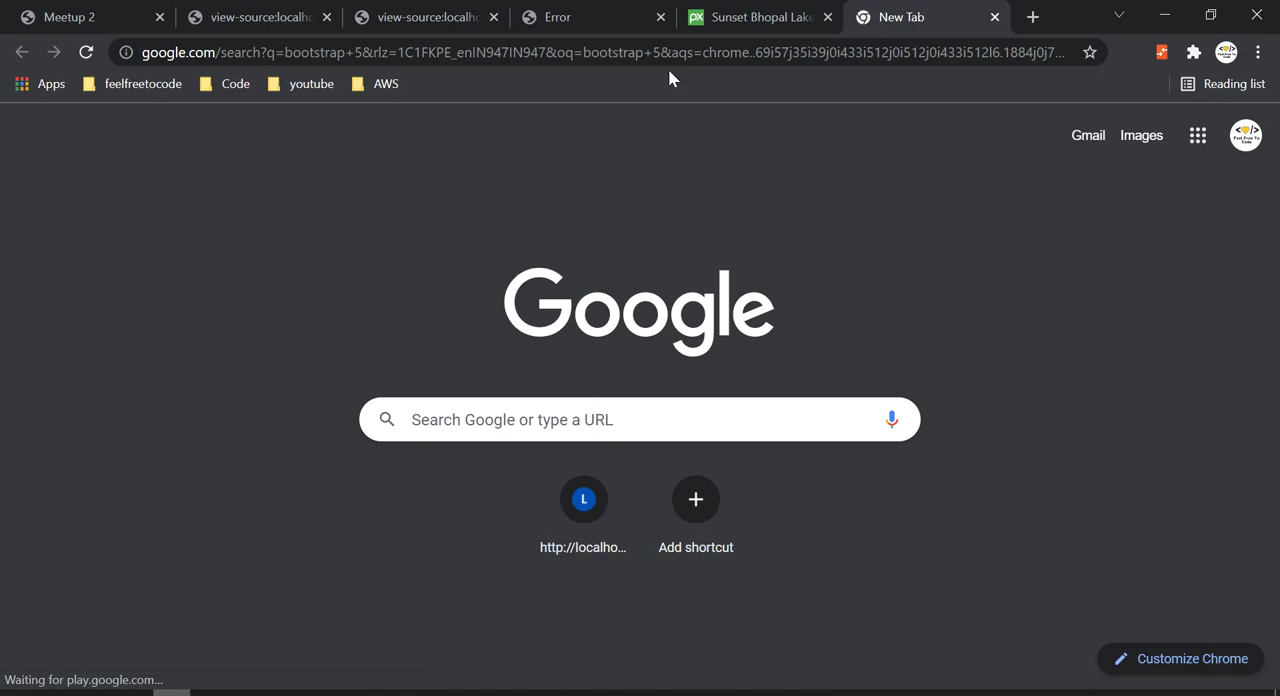 Meetup 2
view-source:localho
view-source:localho
Error
Sunset Bhopal Lake
New Tab
google.com/search?q=bootstrap+5&rlz=1C1FKPE_enIN947IN947&oq=bootstrap+5&aqs=chrome..69i57j35i39j0i433i512j0i512j0i433i512l6.1884j0j7...
Apps
feelfreetocode
Code
youtube
AWS
Reading list
Gmail
Images
Google
Search Google or type a URL
L
http://localho...
Add shortcut
Customize Chrome
Waiting for play.google.com...